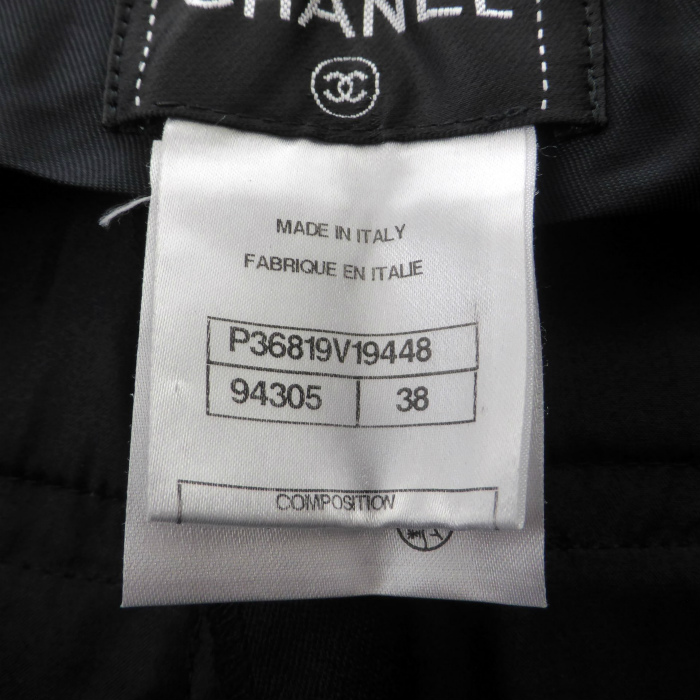 CHANEL
MADE IN ITALY
FABRIQUE EN ITALIE
P36819V19448
94305 38
COMPOSITION